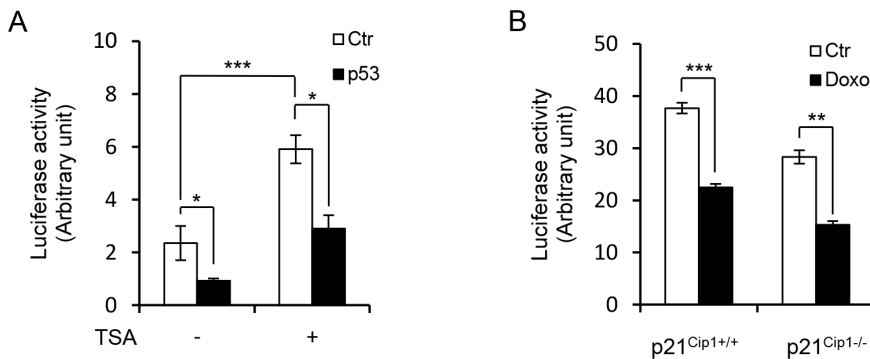 A
Luciferase activity
(Arbitrary unit)
10
8
6
4
2
0
Ctr
p53
***
*
*
TSA - +
B
Luciferase activity
(Arbitrary unit)
50
40
30
20
10
0
Ctr
Doxo
***
**
p21Cip1+/+ p21Cip1-/-